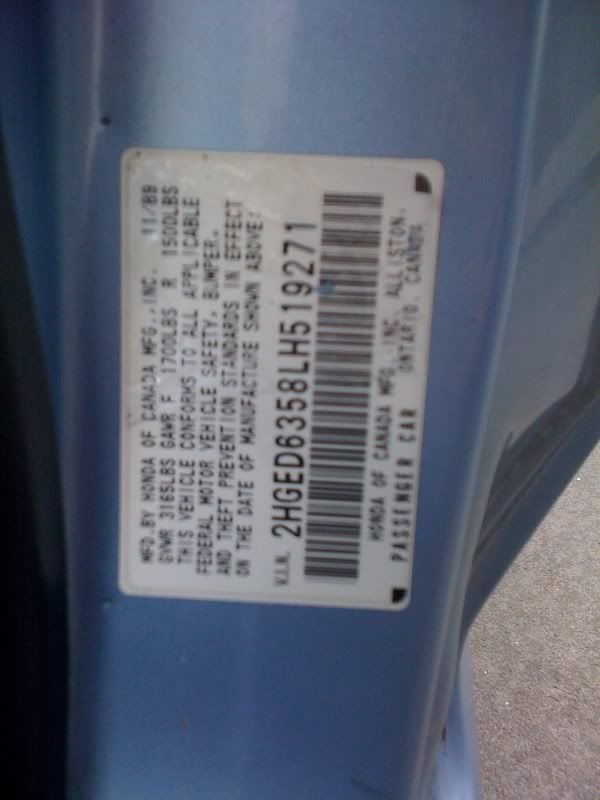 MFD. BY HONDA OF CANADA MFG., INC. 11/89
GVWR 3165LBS GAWR F 1700LBS R 1500LBS
THIS VEHICLE CONFORMS TO ALL APPLICABLE
FEDERAL MOTOR VEHICLE SAFETY, BUMPER,
AND THEFT PREVENTION STANDARDS IN EFFECT
ON THE DATE OF MANUFACTURE SHOWN ABOVE:
V.I.N. 2HGED6358LH519271
HONDA OF CANADA MFG., INC. ALLISTON,
ONTARIO, CANADA
PASSENGER CAR